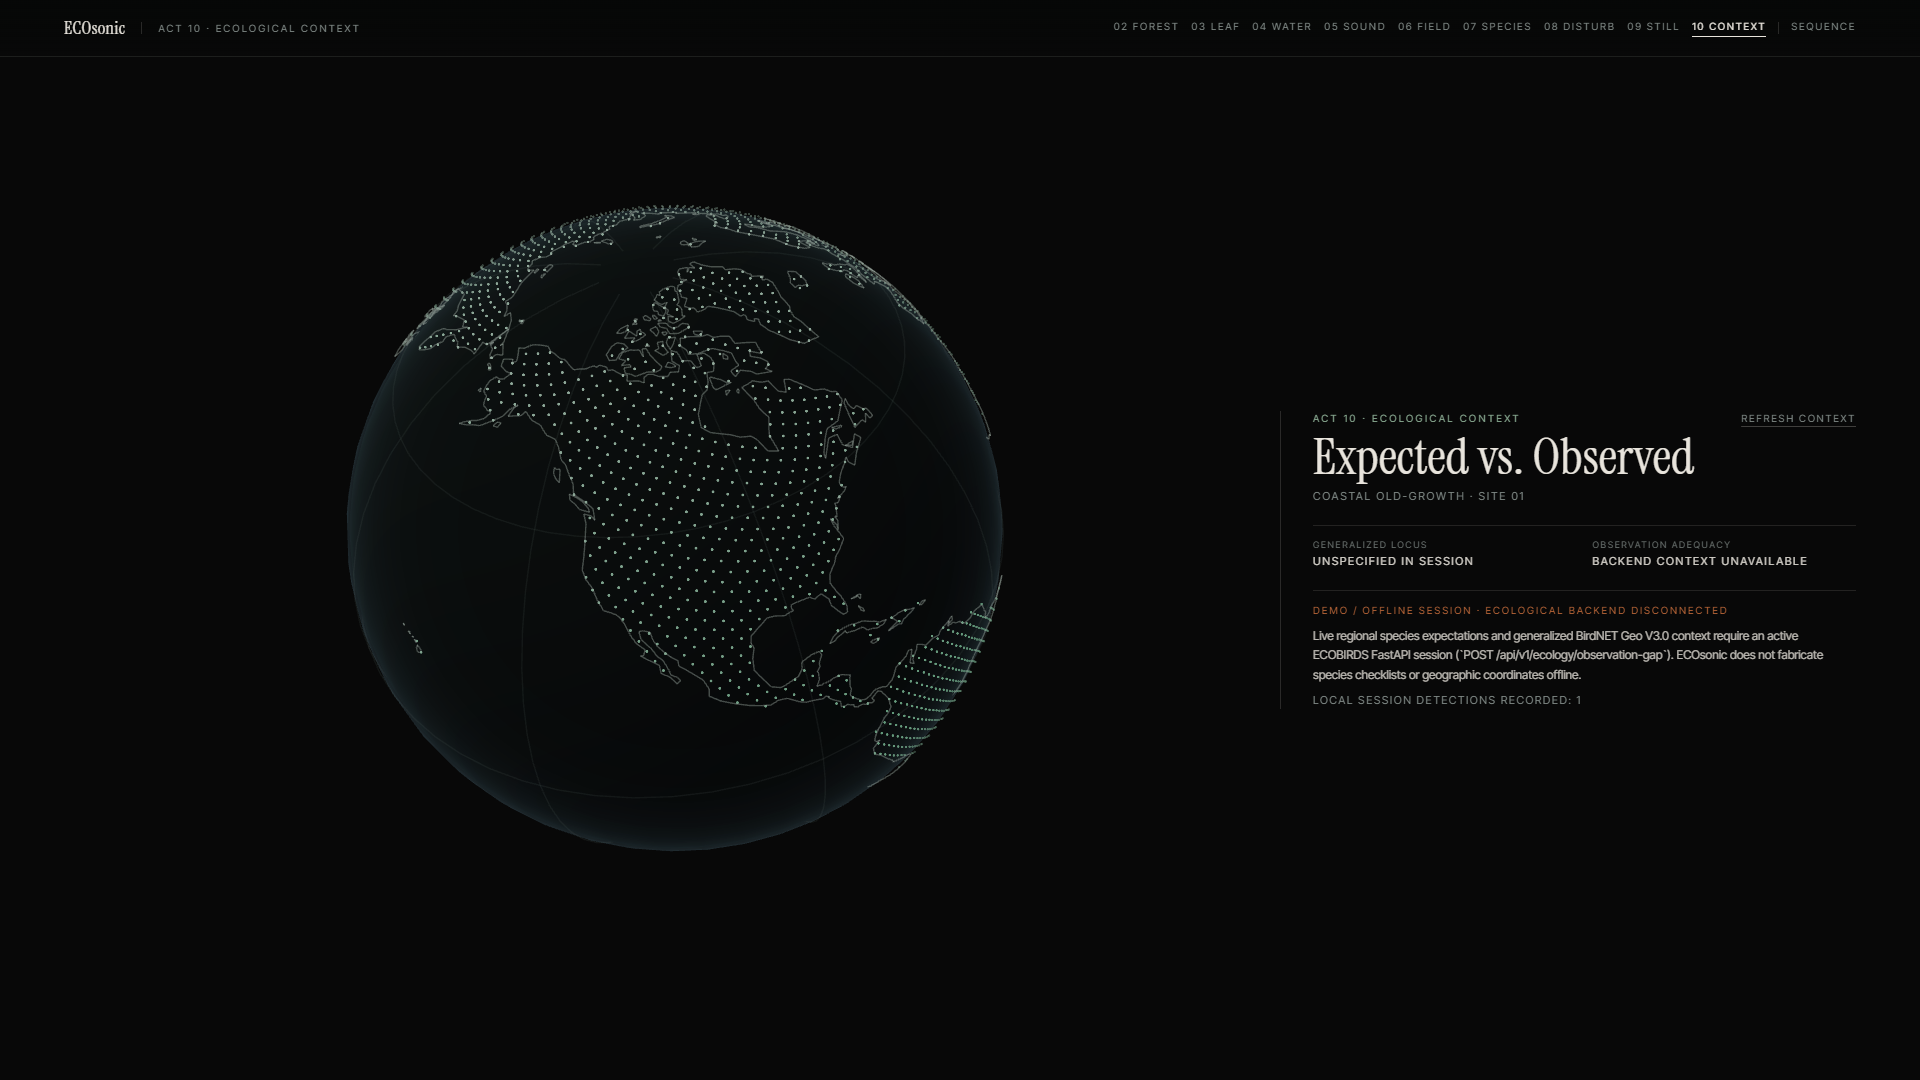 ECOsonic
ACT 10 · ECOLOGICAL CONTEXT
02 FOREST 03 LEAF 04 WATER 05 SOUND 06 FIELD 07 SPECIES 08 DISTURB 09 STILL 10 CONTEXT SEQUENCE
ACT 10 · ECOLOGICAL CONTEXT
REFRESH CONTEXT
Expected vs. Observed
COASTAL OLD-GROWTH · SITE 01
GENERALIZED LOCUS
UNSPECIFIED IN SESSION
OBSERVATION ADEQUACY
BACKEND CONTEXT UNAVAILABLE
DEMO / OFFLINE SESSION · ECOLOGICAL BACKEND DISCONNECTED
Live regional species expectations and generalized BirdNET Geo V3.0 context require an active
ECOBIRDS FastAPI session (`POST /api/v1/ecology/observation-gap`). ECOsonic does not fabricate
species checklists or geographic coordinates offline.
LOCAL SESSION DETECTIONS RECORDED: 1